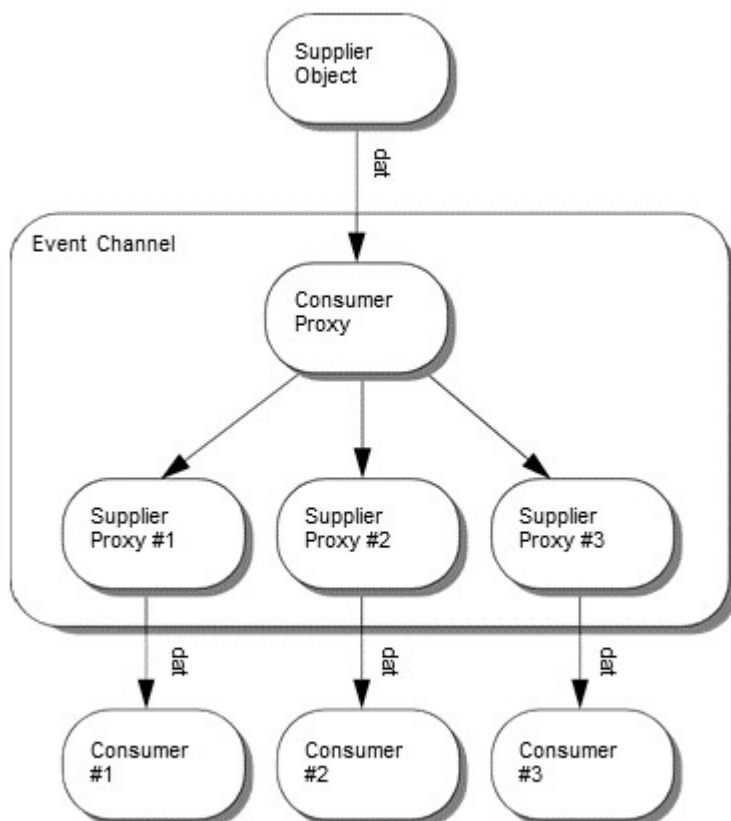 Supplier
Object
dat
Event Channel
Consumer
Proxy
Supplier
Proxy #1
Supplier
Proxy #2
Supplier
Proxy #3
dat
dat
dat
Consumer
#1
Consumer
#2
Consumer
#3